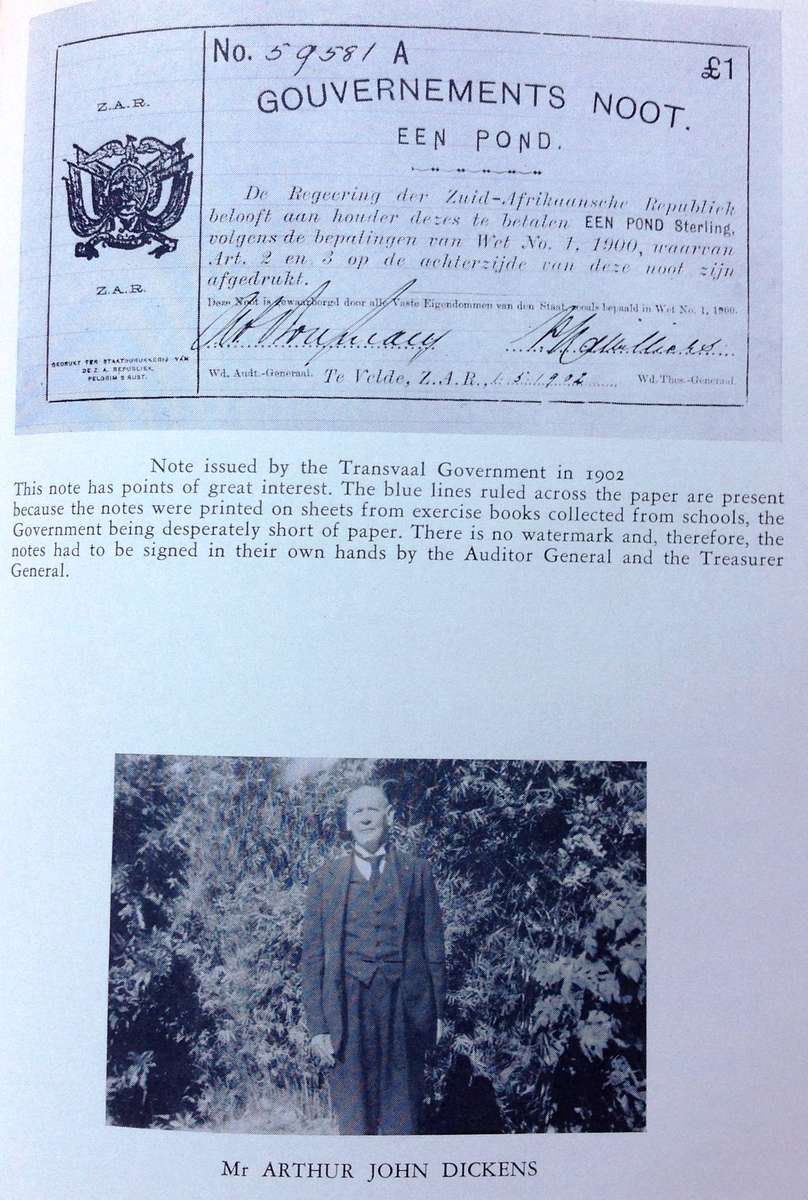 No. 59581 A
£1
GOUVERNEMENTS NOOT.
EEN POND.
De Regeering der Zuid-Afrikaansche Republiek
belooft aan houder dezes te betalen EEN POND Sterling,
volgens de bepalingen van Wet No. 1, 1900, waarvan
Art. 2 en 3 op de achterzijde van deze noot zijn
afgedrukt.
Deze Noot is gewaarborgd door alle Vaste Eigendommen van den Staat, zooals bepaald in Wet No. 1, 1900.
Wd. Audt.-Generaal.
Te Velde, Z.A.R., 1.5.1902
Wd. Thes.-Generaal.
Z.A.R.
Z.A.R.
GEDRUKT TER STAATSDRUKKERIJ VAN
DE Z. A. REPUBLIEK,
PELGRIM'S RUST.
Note issued by the Transvaal Government in 1902
This note has points of great interest. The blue lines ruled across the paper are present
because the notes were printed on sheets from exercise books collected from schools, the
Government being desperately short of paper. There is no watermark and, therefore, the
notes had to be signed in their own hands by the Auditor General and the Treasurer
General.
Mr ARTHUR JOHN DICKENS